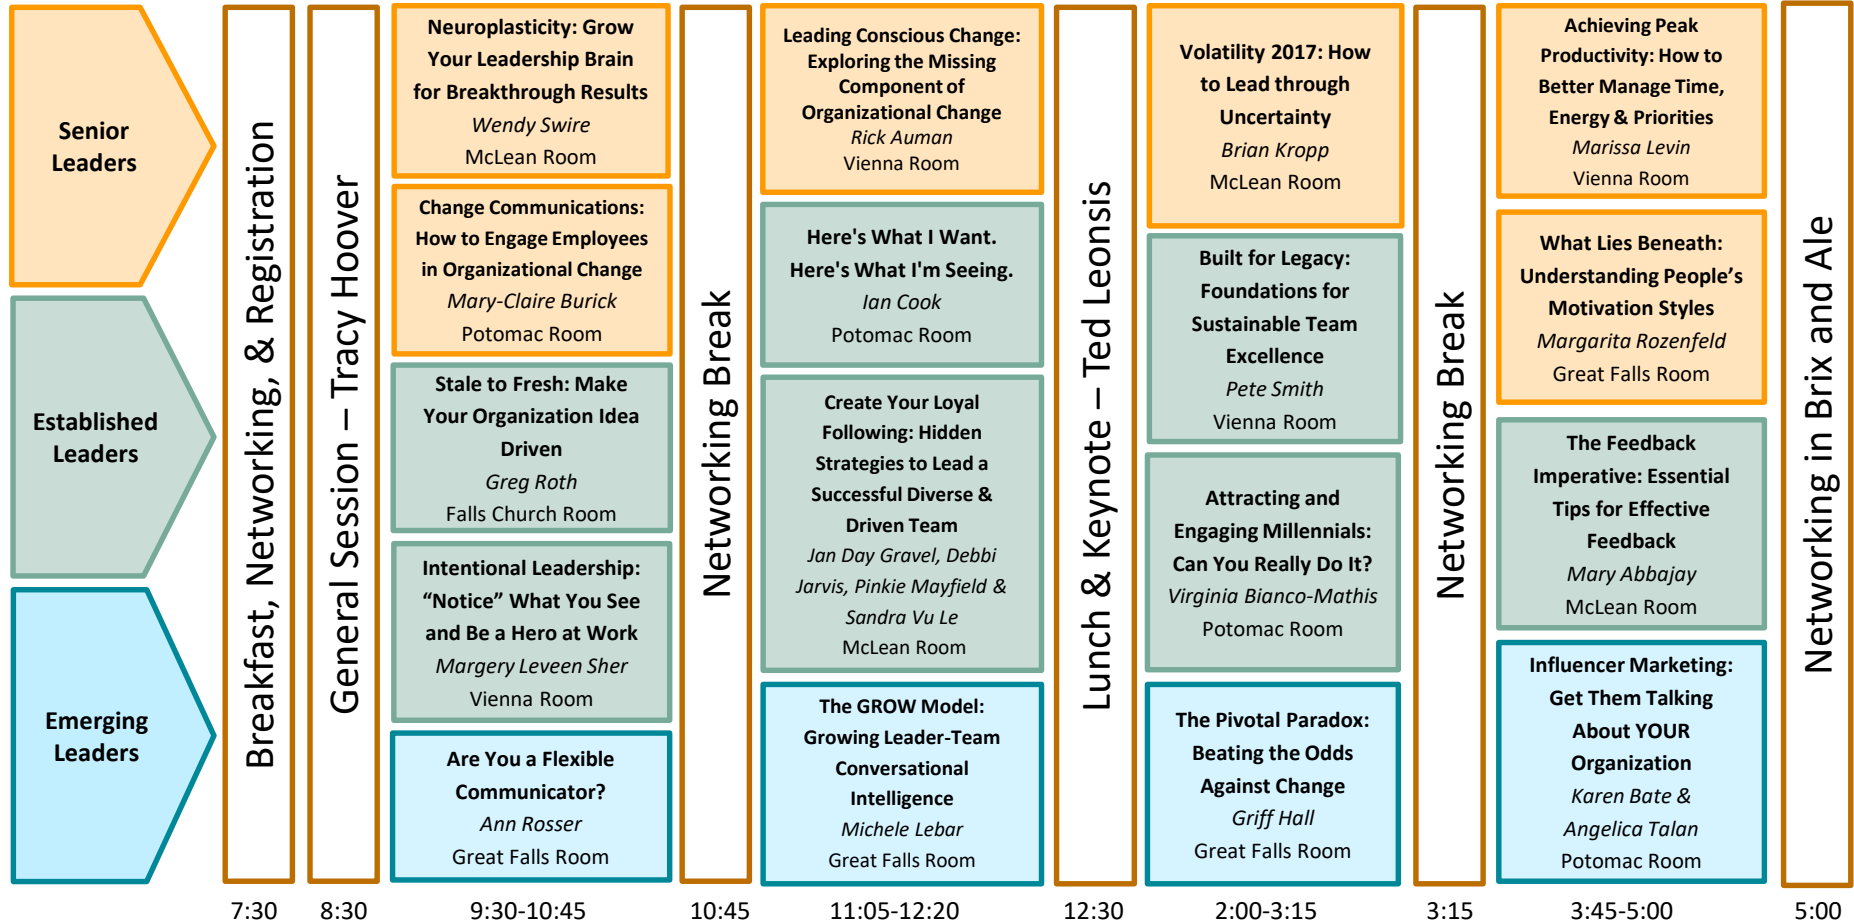 Senior
Leaders
Established
Leaders
Emerging
Leaders
Breakfast, Networking, & Registration
7:30
General Session – Tracy Hoover
8:30
Neuroplasticity: Grow
Your Leadership Brain
for Breakthrough Results
Wendy Swire
McLean Room
Change Communications:
How to Engage Employees
in Organizational Change
Mary-Claire Burick
Potomac Room
Stale to Fresh: Make
Your Organization Idea
Driven
Greg Roth
Falls Church Room
Intentional Leadership:
“Notice” What You See
and Be a Hero at Work
Margery Leveen Sher
Vienna Room
Are You a Flexible
Communicator?
Ann Rosser
Great Falls Room
9:30-10:45
Networking Break
10:45
Leading Conscious Change:
Exploring the Missing
Component of
Organizational Change
Rick Auman
Vienna Room
Here's What I Want.
Here's What I'm Seeing.
Ian Cook
Potomac Room
Create Your Loyal
Following: Hidden
Strategies to Lead a
Successful Diverse &
Driven Team
Jan Day Gravel, Debbi
Jarvis, Pinkie Mayfield &
Sandra Vu Le
McLean Room
The GROW Model:
Growing Leader-Team
Conversational
Intelligence
Michele Lebar
Great Falls Room
11:05-12:20
Lunch & Keynote – Ted Leonsis
12:30
Volatility 2017: How
to Lead through
Uncertainty
Brian Kropp
McLean Room
Built for Legacy:
Foundations for
Sustainable Team
Excellence
Pete Smith
Vienna Room
Attracting and
Engaging Millennials:
Can You Really Do It?
Virginia Bianco-Mathis
Potomac Room
The Pivotal Paradox:
Beating the Odds
Against Change
Griff Hall
Great Falls Room
2:00-3:15
Networking Break
3:15
Achieving Peak
Productivity: How to
Better Manage Time,
Energy & Priorities
Marissa Levin
Vienna Room
What Lies Beneath:
Understanding People’s
Motivation Styles
Margarita Rozenfeld
Great Falls Room
The Feedback
Imperative: Essential
Tips for Effective
Feedback
Mary Abbajay
McLean Room
Influencer Marketing:
Get Them Talking
About YOUR
Organization
Karen Bate &
Angelica Talan
Potomac Room
3:45-5:00
Networking in Brix and Ale
5:00